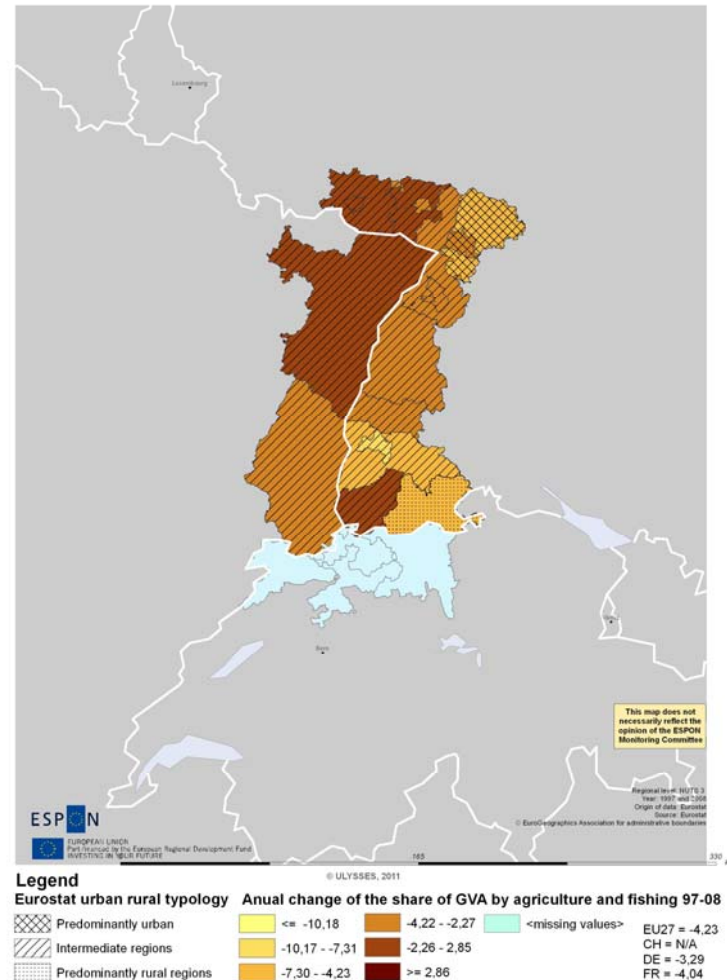 Luxembourg
Bern
This map does not
necessarily reflect the
opinion of the ESPON
Monitoring Committee
Regional level: NUTS 3
Year: 1997 and 2008
Origin of data: Eurostat
Source: Eurostat
© EuroGeographics Association for administrative boundaries
ESPON
EUROPEAN UNION
Part-financed by the European Regional Development Fund
INVESTING IN YOUR FUTURE
165
330
© ULYSSES, 2011
Legend
Eurostat urban rural typology
Predominantly urban
Intermediate regions
Predominantly rural regions
Anual change of the share of GVA by agriculture and fishing 97-08
<= -10,18
-10,17 - -7,31
-7,30 - -4,23
-4,22 - -2,27
-2,26 - 2,85
>= 2,86
<missing values>
EU27 = -4,23
CH = N/A
DE = -3,29
FR = -4,04